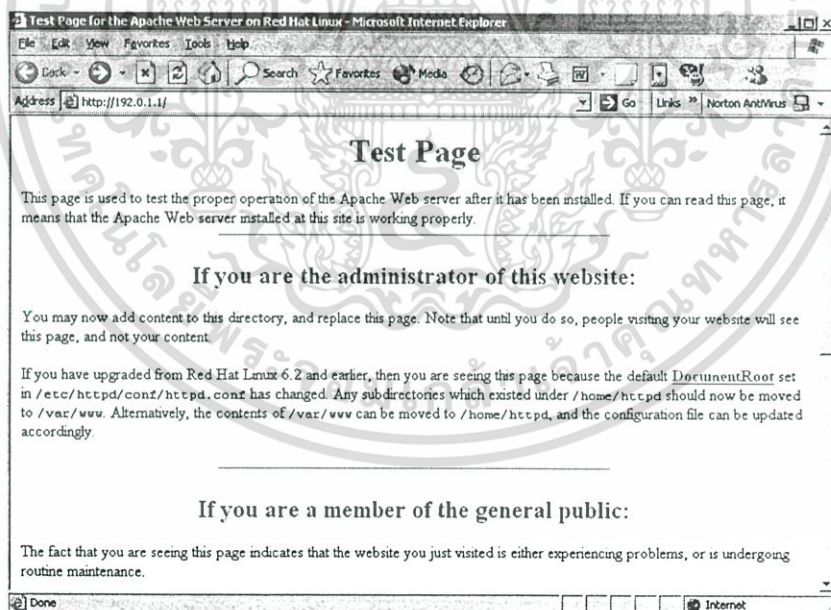 Test Page for the Apache Web Server on Red Hat Linux - Microsoft Internet Explorer
File Edit View Favorites Tools Help
Back Search Favorites Media
Address http://192.0.1.1/ Go Links » Norton AntiVirus
Test Page
This page is used to test the proper operation of the Apache Web server after it has been installed. If you can read this page, it
means that the Apache Web server installed at this site is working properly.
If you are the administrator of this website:
You may now add content to this directory, and replace this page. Note that until you do so, people visiting your website will see
this page, and not your content.
If you have upgraded from Red Hat Linux 6.2 and earlier, then you are seeing this page because the default DocumentRoot set
in /etc/httpd/conf/httpd.conf has changed. Any subdirectories which existed under /home/httpd should now be moved
to /var/www. Alternatively, the contents of /var/www can be moved to /home/httpd, and the configuration file can be updated
accordingly.
If you are a member of the general public:
The fact that you are seeing this page indicates that the website you just visited is either experiencing problems, or is undergoing
routine maintenance.
Done Internet